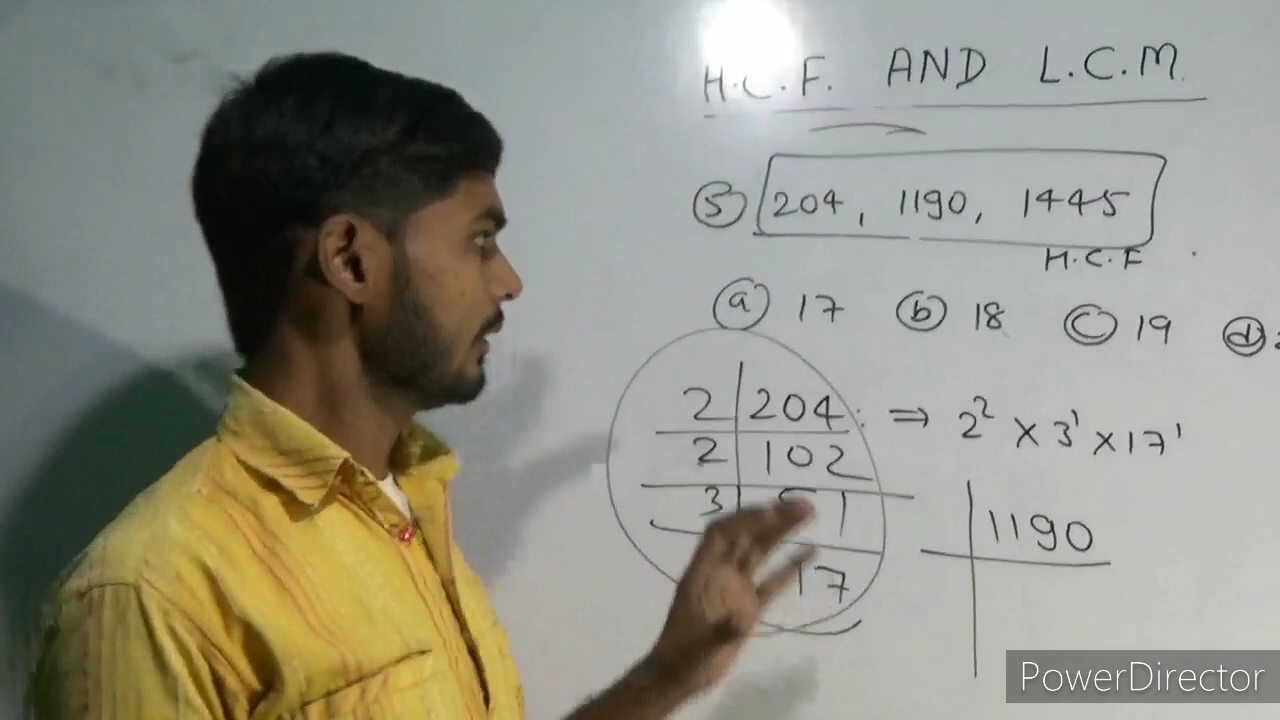 H.C.F. AND L.C.M.
(5) 204, 1190, 1445
H.C.F
(a) 17 (b) 18 (c) 19 (d)
2 | 204 ⇒ 2² × 3¹ × 17¹
2 | 102
3 | 51
17
1190
PowerDirector